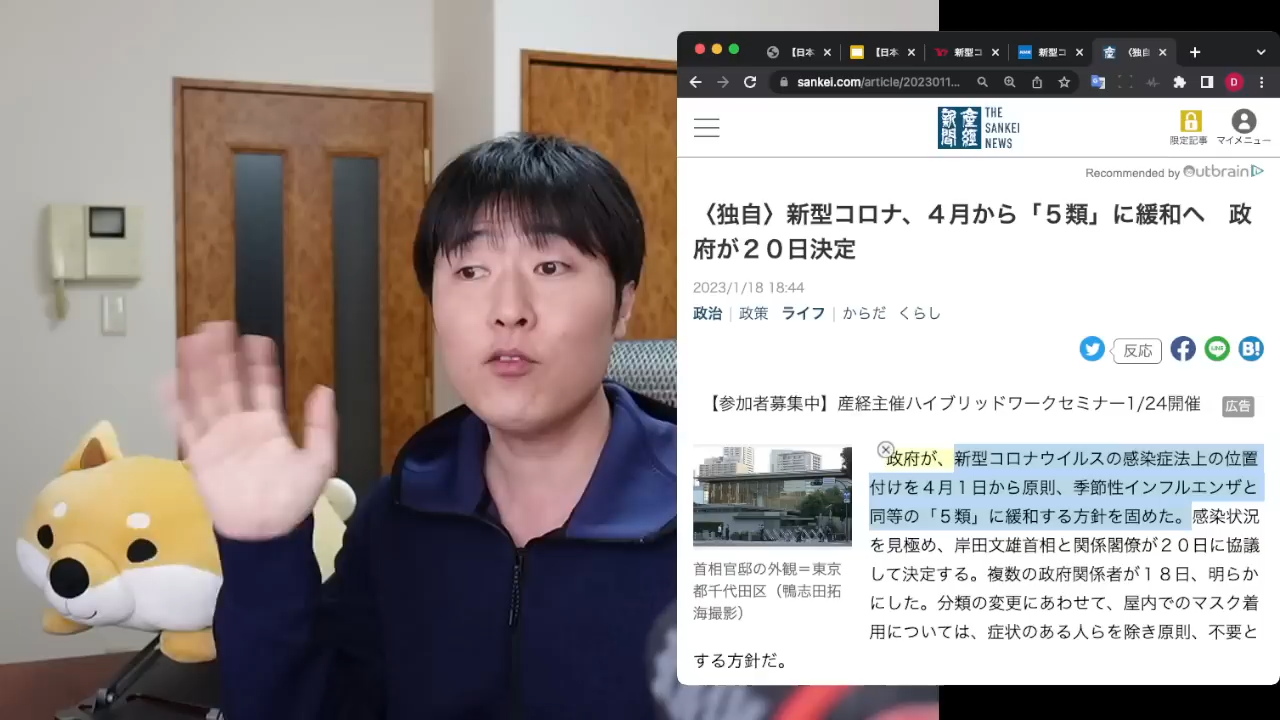 【日本
【日本
新型コ
新型コ
〈独自
sankei.com/article/2023011...
D
産經
新聞
THE
SANKEI
NEWS
限定記事
マイメニュー
Recommended by Outbrain
〈独自〉新型コロナ、４月から「５類」に緩和へ　政
府が２０日決定
2023/1/18 18:44
政治 | 政策 ライフ | からだ くらし
反応
LINE
B!
【参加者募集中】産経主催ハイブリッドワークセミナー1/24開催
広告
政府が、新型コロナウイルスの感染症法上の位置
付けを４月１日から原則、季節性インフルエンザと
同等の「５類」に緩和する方針を固めた。感染状況
を見極め、岸田文雄首相と関係閣僚が２０日に協議
して決定する。複数の政府関係者が１８日、明らか
にした。分類の変更にあわせて、屋内でのマスク着
用については、症状のある人らを除き原則、不要と
する方針だ。
首相官邸の外観＝東京
都千代田区（鴨志田拓
海撮影）